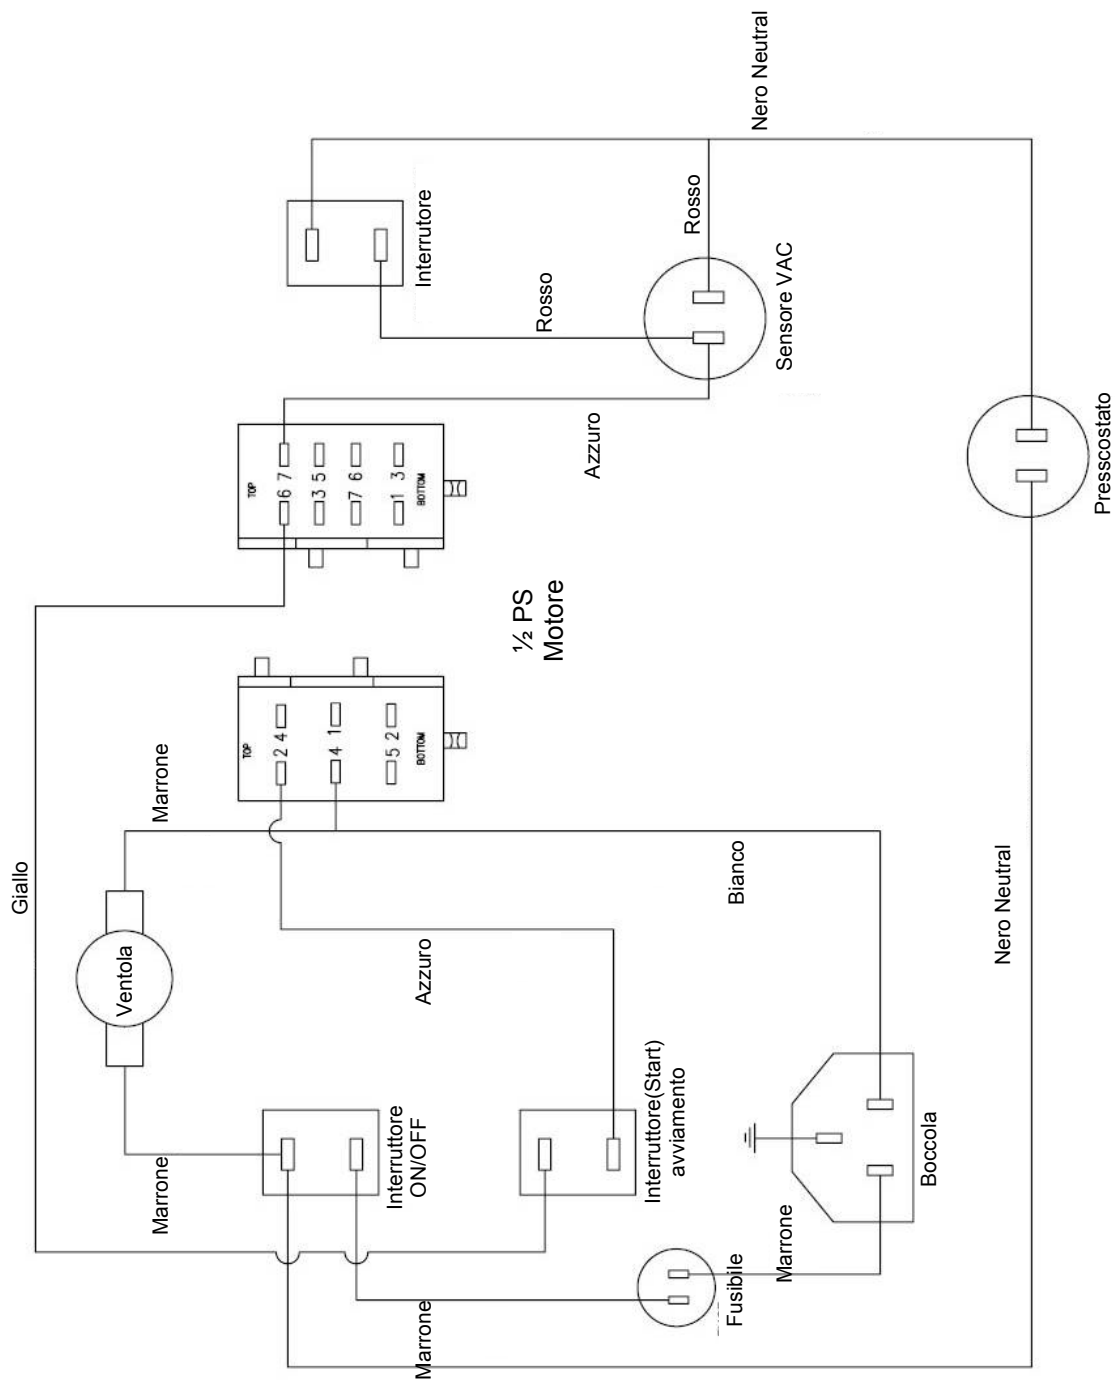 Giallo
Ventola
Marrone
Marrone
TOP
TOP
2 4
6 7
3 5
4 1
7 6
5 2
1 3
Interruttore
ON/OFF
BOTTOM
BOTTOM
Marrone
Azzuro
Interrutore
½ PS
Motore
Rosso
Azzuro
Interruttore(Start)
avviamento
Rosso
Fusibile
Bianco
Nero Neutral
Marrone
Sensore VAC
Boccola
Nero Neutral
Presscostato